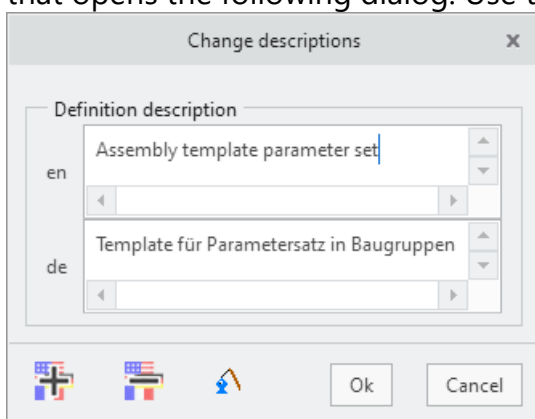 that opens the following dialog. Use
Change descriptions
Definition description
en
Assembly template parameter set
de
Template für Parametersatz in Baugruppen
Ok
Cancel